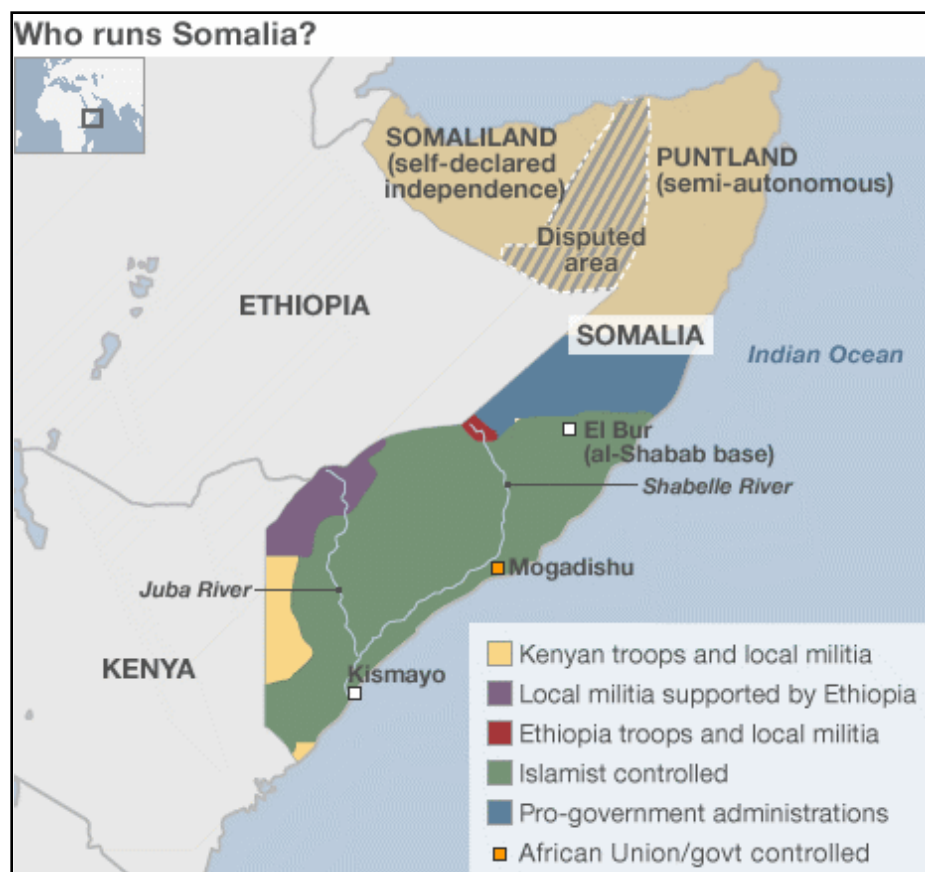 Who runs Somalia?
SOMALILAND
(self-declared
independence)
PUNTLAND
(semi-autonomous)
Disputed
area
ETHIOPIA
SOMALIA
Indian Ocean
El Bur
(al-Shabab base)
Shabelle River
Mogadishu
Juba River
KENYA
Kismayo
Kenyan troops and local militia
Local militia supported by Ethiopia
Ethiopia troops and local militia
Islamist controlled
Pro-government administrations
African Union/govt controlled